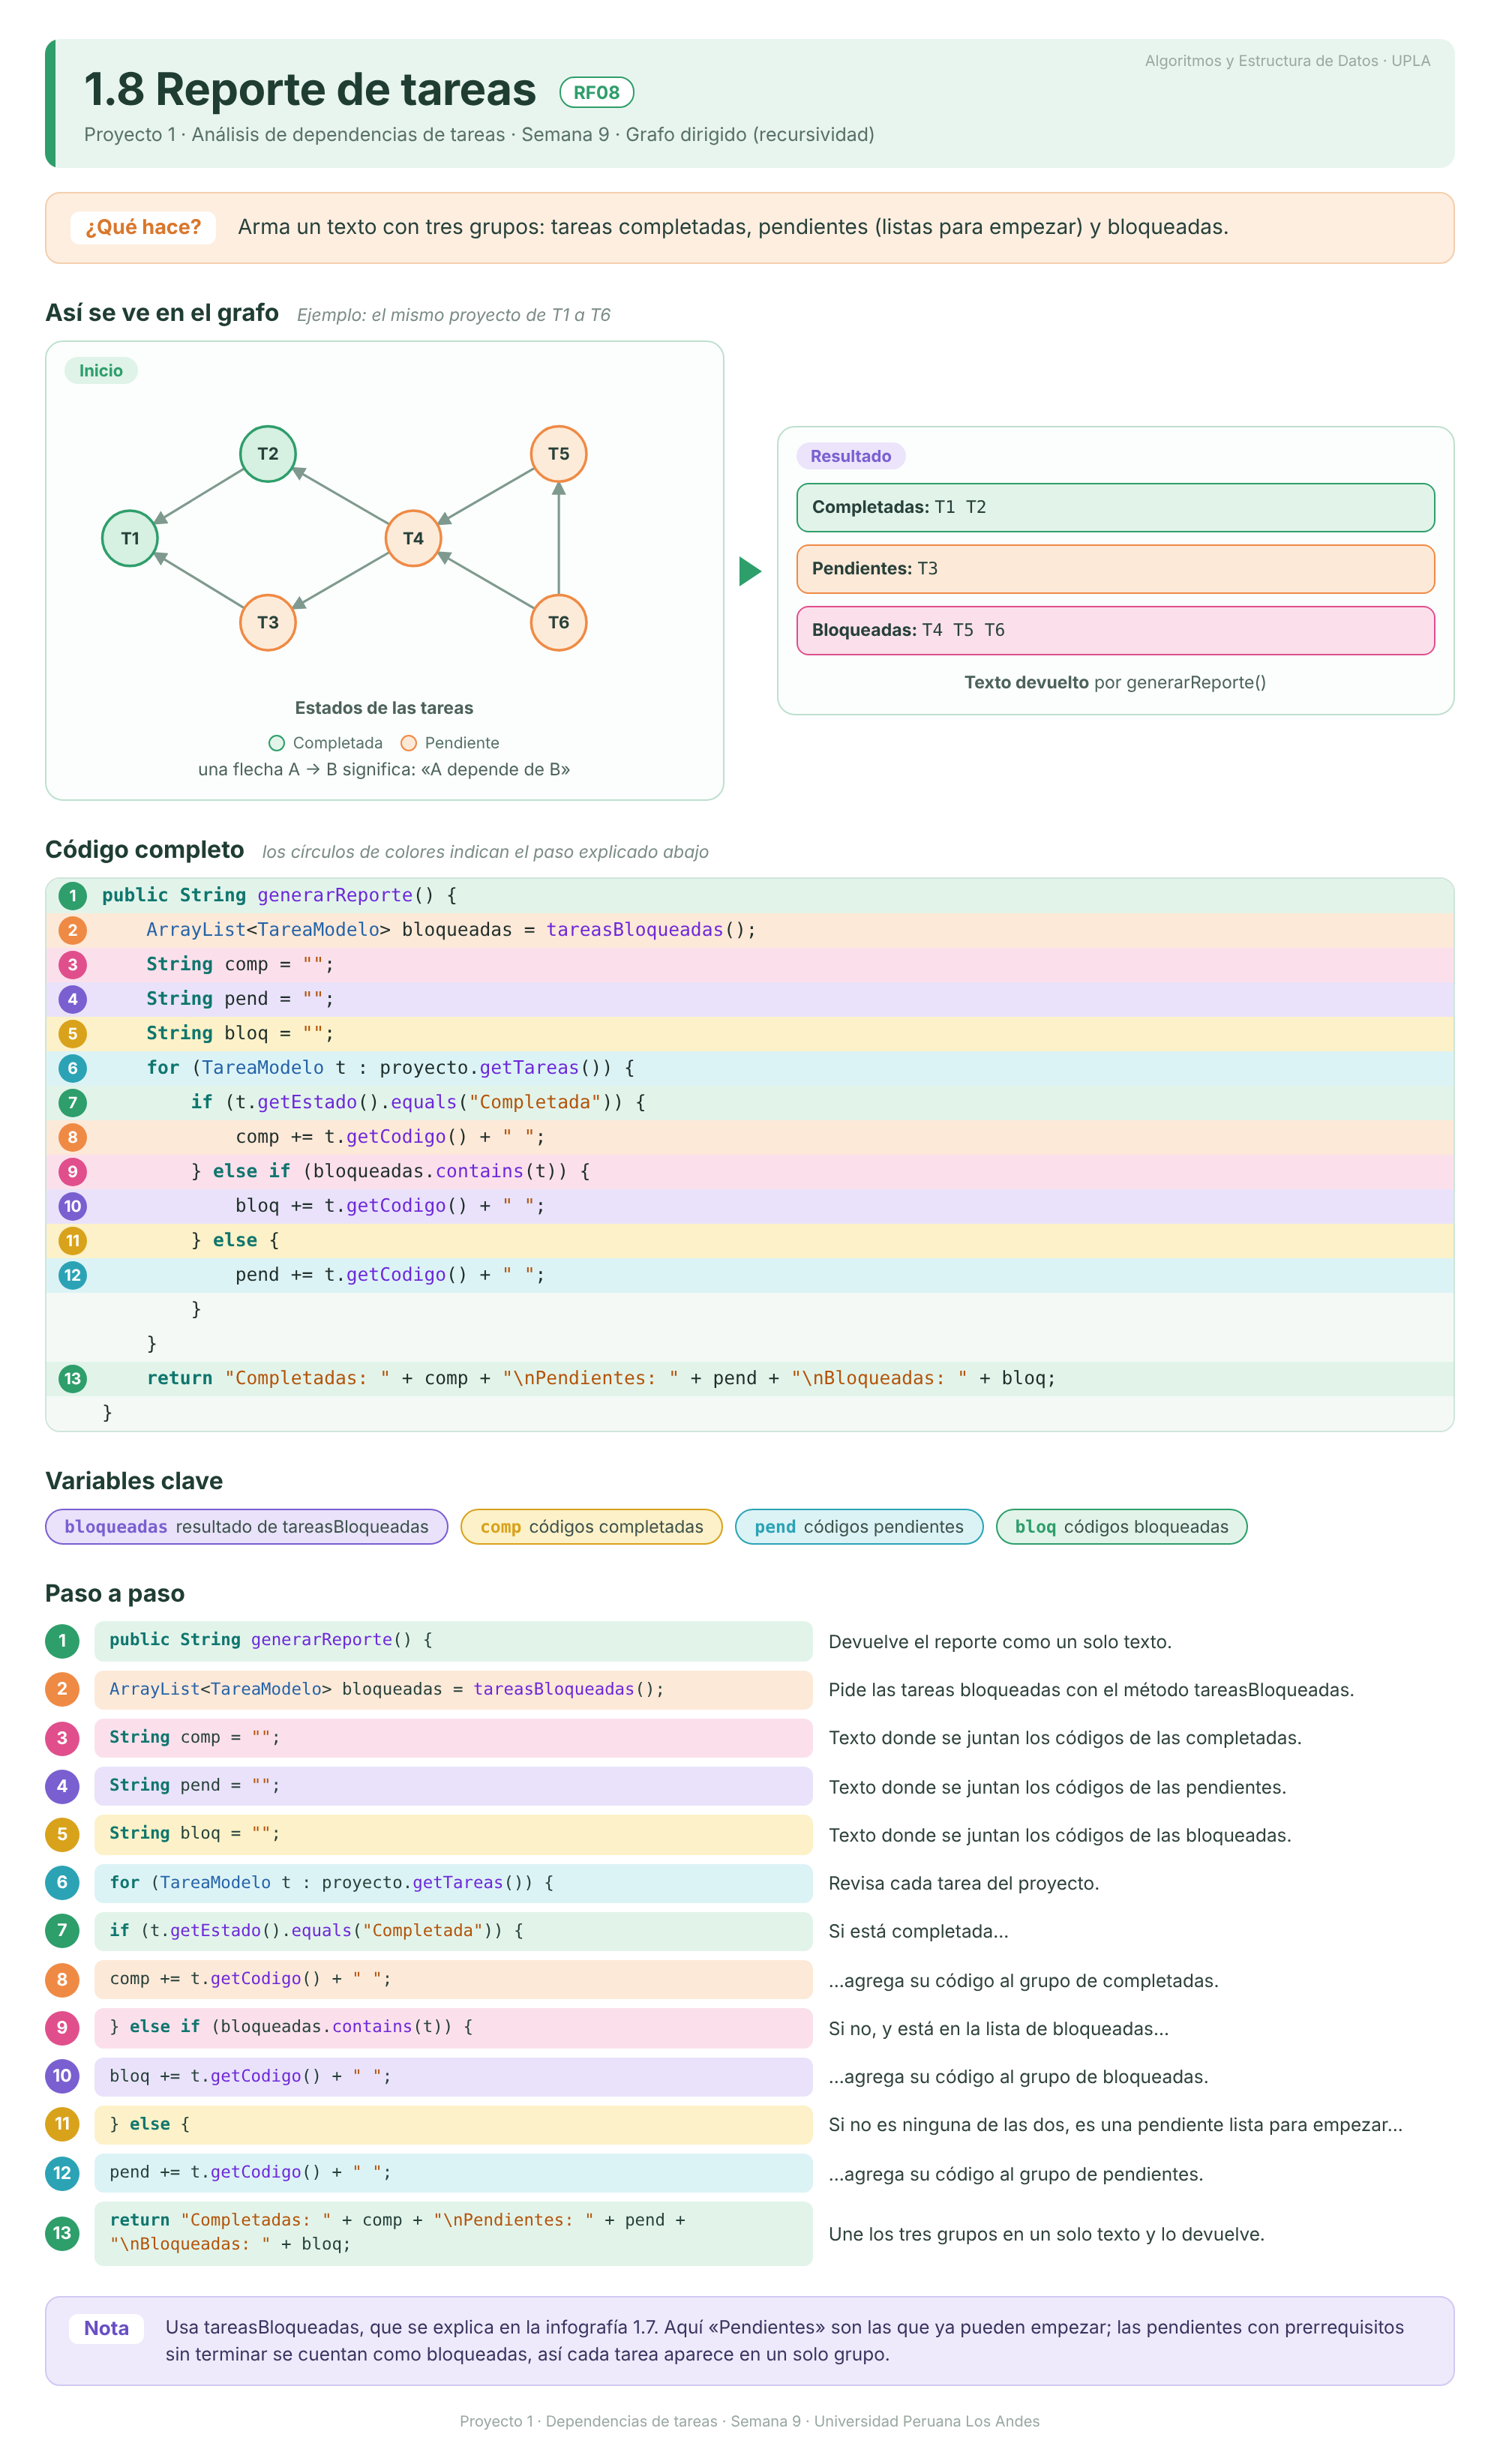 Algoritmos y Estructura de Datos · UPLA
1.8 Reporte de tareas RF08
Proyecto 1 · Análisis de dependencias de tareas · Semana 9 · Grafo dirigido (recursividad)
¿Qué hace? Arma un texto con tres grupos: tareas completadas, pendientes (listas para empezar) y bloqueadas.
Así se ve en el grafo Ejemplo: el mismo proyecto de T1 a T6
Inicio
T2 T5
T1 T4
T3 T6
Estados de las tareas
Completada Pendiente
una flecha A → B significa: «A depende de B»
Resultado
Completadas: T1 T2
Pendientes: T3
Bloqueadas: T4 T5 T6
Texto devuelto por generarReporte()
Código completo los círculos de colores indican el paso explicado abajo
1 public String generarReporte() {
2 ArrayList<TareaModelo> bloqueadas = tareasBloqueadas();
3 String comp = "";
4 String pend = "";
5 String bloq = "";
6 for (TareaModelo t : proyecto.getTareas()) {
7 if (t.getEstado().equals("Completada")) {
8 comp += t.getCodigo() + " ";
9 } else if (bloqueadas.contains(t)) {
10 bloq += t.getCodigo() + " ";
11 } else {
12 pend += t.getCodigo() + " ";
}
}
13 return "Completadas: " + comp + "\nPendientes: " + pend + "\nBloqueadas: " + bloq;
}
Variables clave
bloqueadas resultado de tareasBloqueadas comp códigos completadas pend códigos pendientes bloq códigos bloqueadas
Paso a paso
1 public String generarReporte() { Devuelve el reporte como un solo texto.
2 ArrayList<TareaModelo> bloqueadas = tareasBloqueadas(); Pide las tareas bloqueadas con el método tareasBloqueadas.
3 String comp = ""; Texto donde se juntan los códigos de las completadas.
4 String pend = ""; Texto donde se juntan los códigos de las pendientes.
5 String bloq = ""; Texto donde se juntan los códigos de las bloqueadas.
6 for (TareaModelo t : proyecto.getTareas()) { Revisa cada tarea del proyecto.
7 if (t.getEstado().equals("Completada")) { Si está completada...
8 comp += t.getCodigo() + " "; ...agrega su código al grupo de completadas.
9 } else if (bloqueadas.contains(t)) { Si no, y está en la lista de bloqueadas...
10 bloq += t.getCodigo() + " "; ...agrega su código al grupo de bloqueadas.
11 } else { Si no es ninguna de las dos, es una pendiente lista para empezar...
12 pend += t.getCodigo() + " "; ...agrega su código al grupo de pendientes.
13 return "Completadas: " + comp + "\nPendientes: " + pend +
"\nBloqueadas: " + bloq; Une los tres grupos en un solo texto y lo devuelve.
Nota Usa tareasBloqueadas, que se explica en la infografía 1.7. Aquí «Pendientes» son las que ya pueden empezar; las pendientes con prerrequisitos
sin terminar se cuentan como bloqueadas, así cada tarea aparece en un solo grupo.
Proyecto 1 · Dependencias de tareas · Semana 9 · Universidad Peruana Los Andes